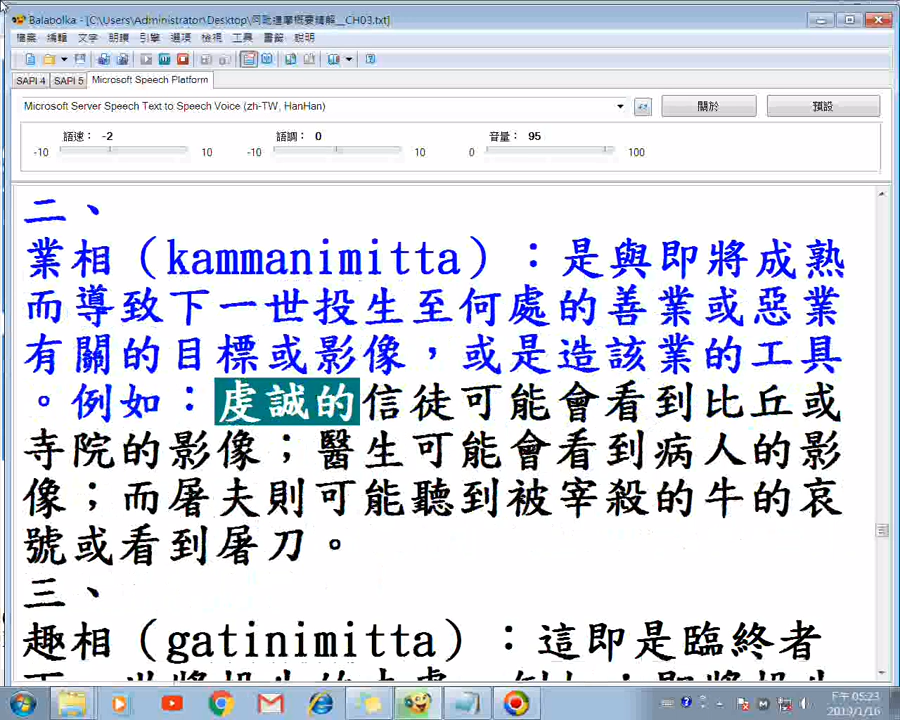 Balabolka - [C:\Users\Administrator\Desktop\阿毗達摩概要精解__CH03.txt]
檔案 編輯 文字 朗讀 引擎 選項 檢視 工具 書籤 說明
SAPI 4 SAPI 5 Microsoft Speech Platform
Microsoft Server Speech Text to Speech Voice (zh-TW, HanHan) 關於 預設
語速： -2 語調： 0 音量： 95
-10 10 -10 10 0 100
二、
業相（kammanimitta）：是與即將成熟
而導致下一世投生至何處的善業或惡業
有關的目標或影像，或是造該業的工具
。例如：虔誠的信徒可能會看到比丘或
寺院的影像；醫生可能會看到病人的影
像；而屠夫則可能聽到被宰殺的牛的哀
號或看到屠刀。
三、
趣相（gatinimitta）：這即是臨終者
下午 05:23
2019/1/16